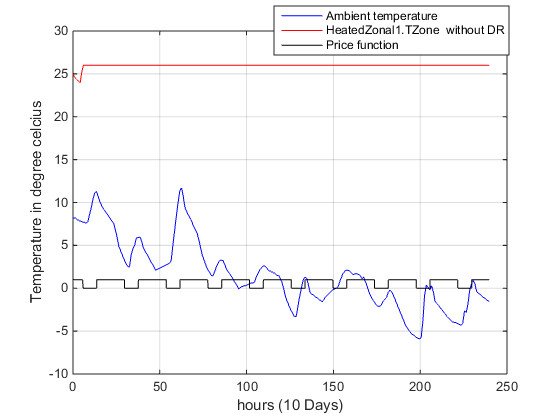 Ambient temperature
HeatedZonal1.TZone without DR
Price function
30
25
20
15
10
5
0
-5
-10
Temperature in degree celcius
0 50 100 150 200 250
hours (10 Days)